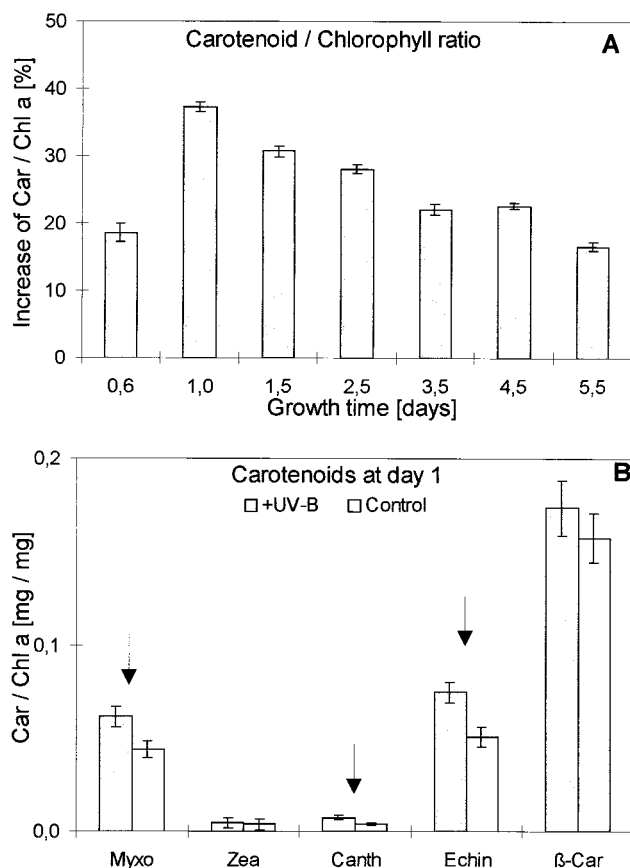 50
Carotenoid / Chlorophyll ratio
A
40
30
20
10
0
Increase of Car / Chl a [%]
0,6 1,0 1,5 2,5 3,5 4,5 5,5
Growth time [days]
0,2
Carotenoids at day 1
B
+UV-B Control
0,1
0,0
Car / Chl a [mg / mg]
Myxo Zea Canth Echin ß-Car